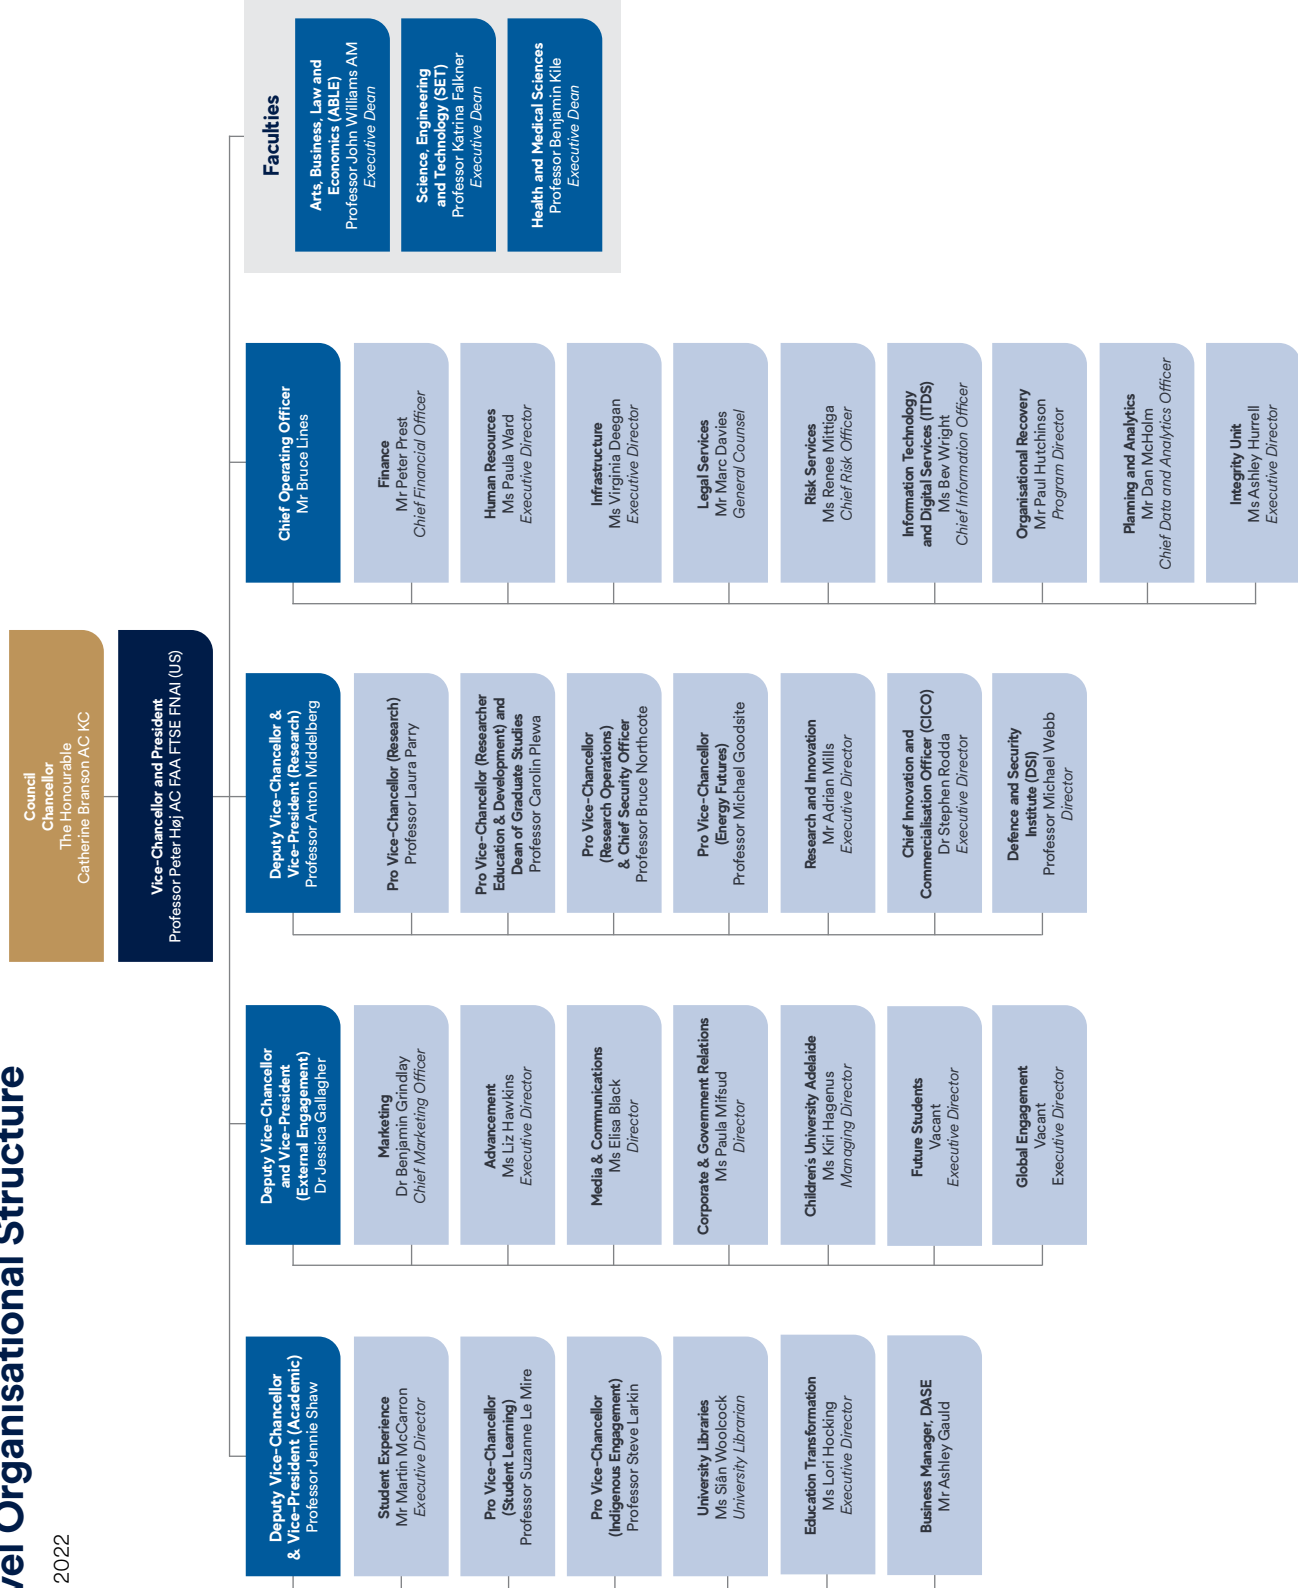 vel Organisational Structure
2022
Council
Chancellor
The Honourable
Catherine Branson AC KC
Vice-Chancellor and President
Professor Peter Høj AC FAA FTSE FNAI (US)
Deputy Vice-Chancellor
& Vice-President (Academic)
Professor Jennie Shaw
Student Experience
Mr Martin McCarron
Executive Director
Pro Vice-Chancellor
(Student Learning)
Professor Suzanne Le Mire
Pro Vice-Chancellor
(Indigenous Engagement)
Professor Steve Larkin
University Libraries
Ms Siân Woolcock
University Librarian
Education Transformation
Ms Lori Hocking
Executive Director
Business Manager, DASE
Mr Ashley Gauld
Deputy Vice-Chancellor
and Vice-President
(External Engagement)
Dr Jessica Gallagher
Marketing
Dr Benjamin Grindlay
Chief Marketing Officer
Advancement
Ms Liz Hawkins
Executive Director
Media & Communications
Ms Elisa Black
Director
Corporate & Government Relations
Ms Paula Mifsud
Director
Children's University Adelaide
Ms Kiri Hagenus
Managing Director
Future Students
Vacant
Executive Director
Global Engagement
Vacant
Executive Director
Deputy Vice-Chancellor &
Vice-President (Research)
Professor Anton Middelberg
Pro Vice-Chancellor (Research)
Professor Laura Parry
Pro Vice-Chancellor (Researcher
Education & Development) and
Dean of Graduate Studies
Professor Carolin Plewa
Pro Vice-Chancellor
(Research Operations)
& Chief Security Officer
Professor Bruce Northcote
Pro Vice-Chancellor
(Energy Futures)
Professor Michael Goodsite
Research and Innovation
Mr Adrian Mills
Executive Director
Chief Innovation and
Commercialisation Officer (CICO)
Dr Stephen Rodda
Executive Director
Defence and Security
Institute (DSI)
Professor Michael Webb
Director
Chief Operating Officer
Mr Bruce Lines
Finance
Mr Peter Prest
Chief Financial Officer
Human Resources
Ms Paula Ward
Executive Director
Infrastructure
Ms Virginia Deegan
Executive Director
Legal Services
Mr Marc Davies
General Counsel
Risk Services
Ms Renee Mittiga
Chief Risk Officer
Information Technology
and Digital Services (ITDS)
Ms Bev Wright
Chief Information Officer
Organisational Recovery
Mr Paul Hutchinson
Program Director
Planning and Analytics
Mr Dan McHolm
Chief Data and Analytics Officer
Integrity Unit
Ms Ashley Hurrell
Executive Director
Faculties
Arts, Business, Law and
Economics (ABLE)
Professor John Williams AM
Executive Dean
Science, Engineering
and Technology (SET)
Professor Katrina Falkner
Executive Dean
Health and Medical Sciences
Professor Benjamin Kile
Executive Dean